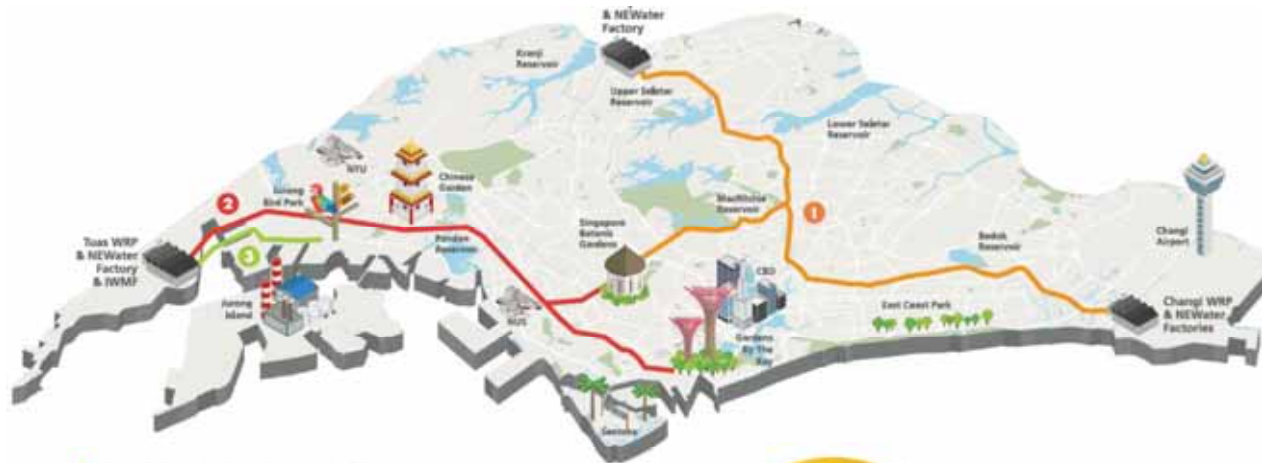 & NEWater
Factory
Kranji
Reservoir
Upper Seletar
Reservoir
Lower Seletar
Reservoir
NTU
Chinese
Garden
Jurong
Bird Park
2
MacRitchie
Reservoir
1
Singapore
Botanic
Gardens
Pandan
Reservoir
Changi
Airport
Bedok
Reservoir
Tuas WRP
& NEWater
Factory
& IWMF
3
CBD
Jurong
Island
NUS
East Coast Park
Changi WRP
& NEWater
Factories
Gardens
By The
Bay
Sentosa